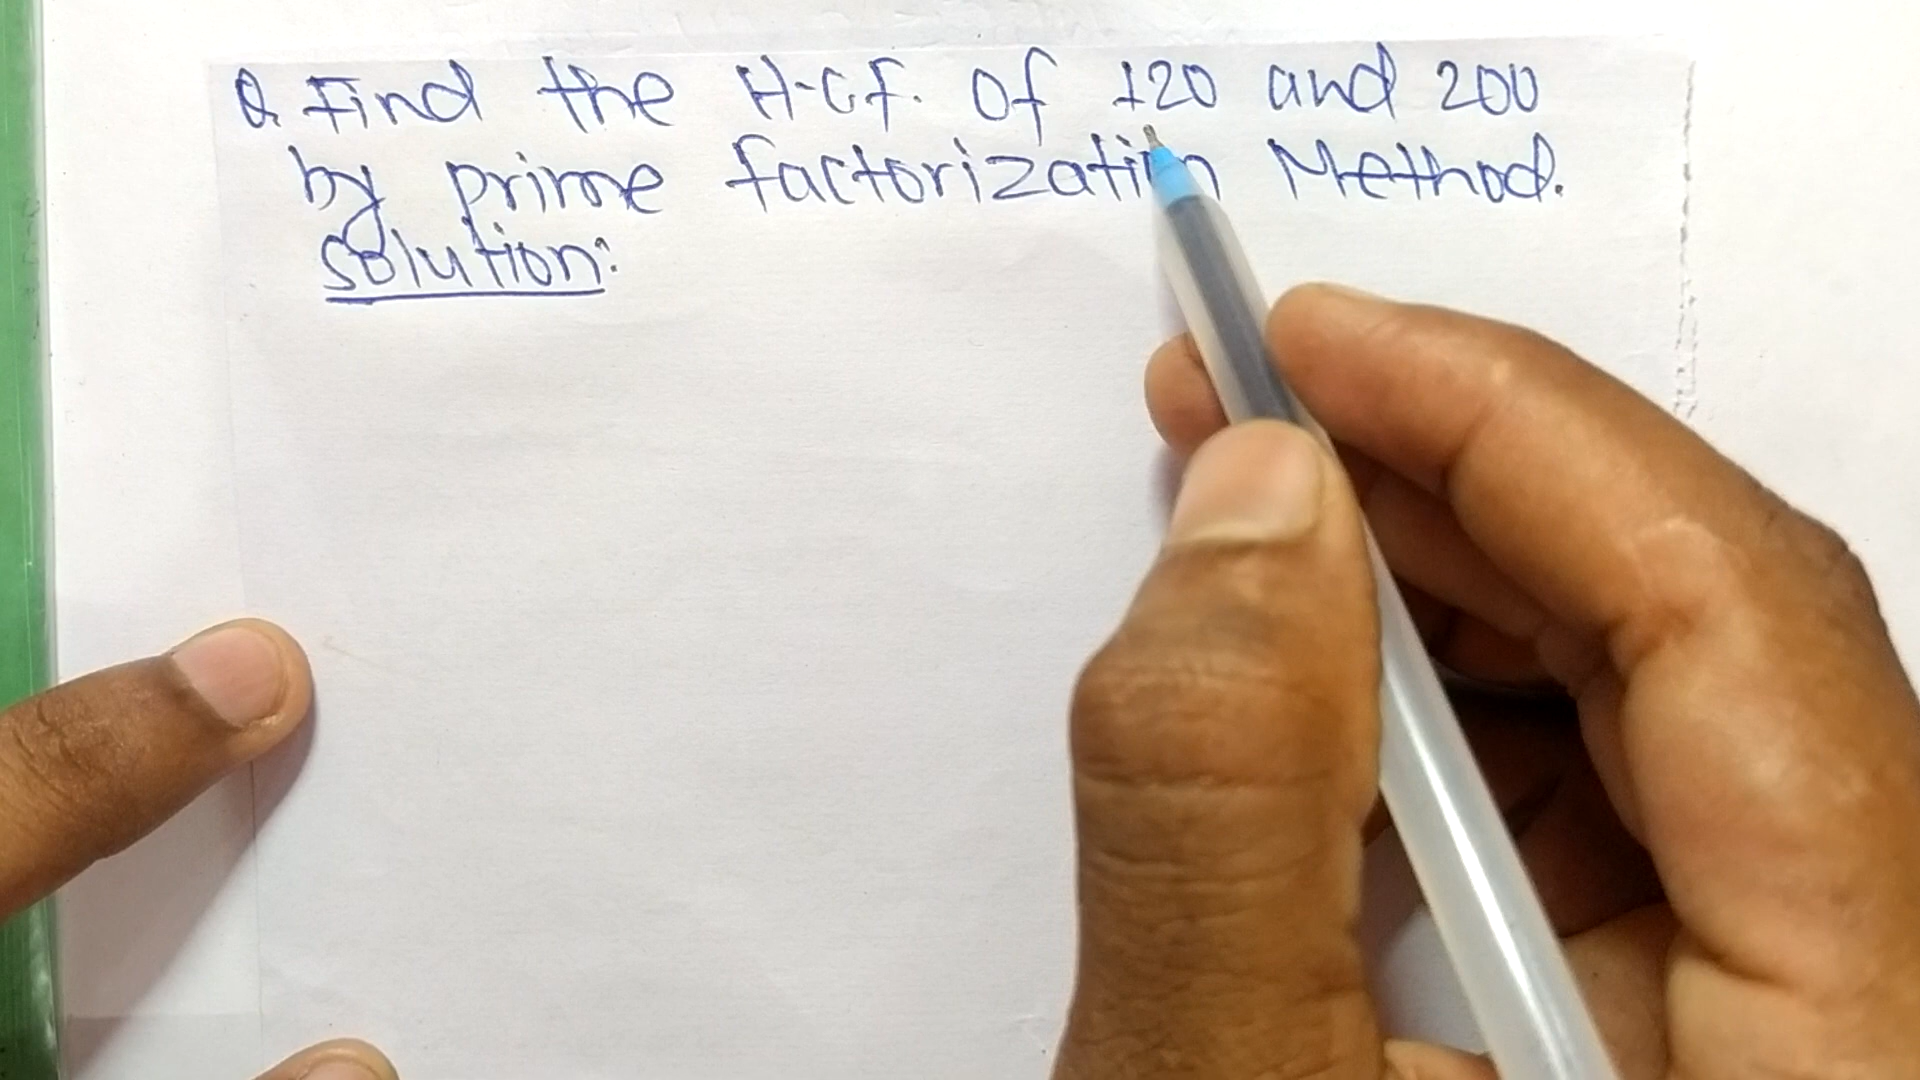 Q. Find the H.C.F. of 120 and 200
by prime factorization Method.
solution: